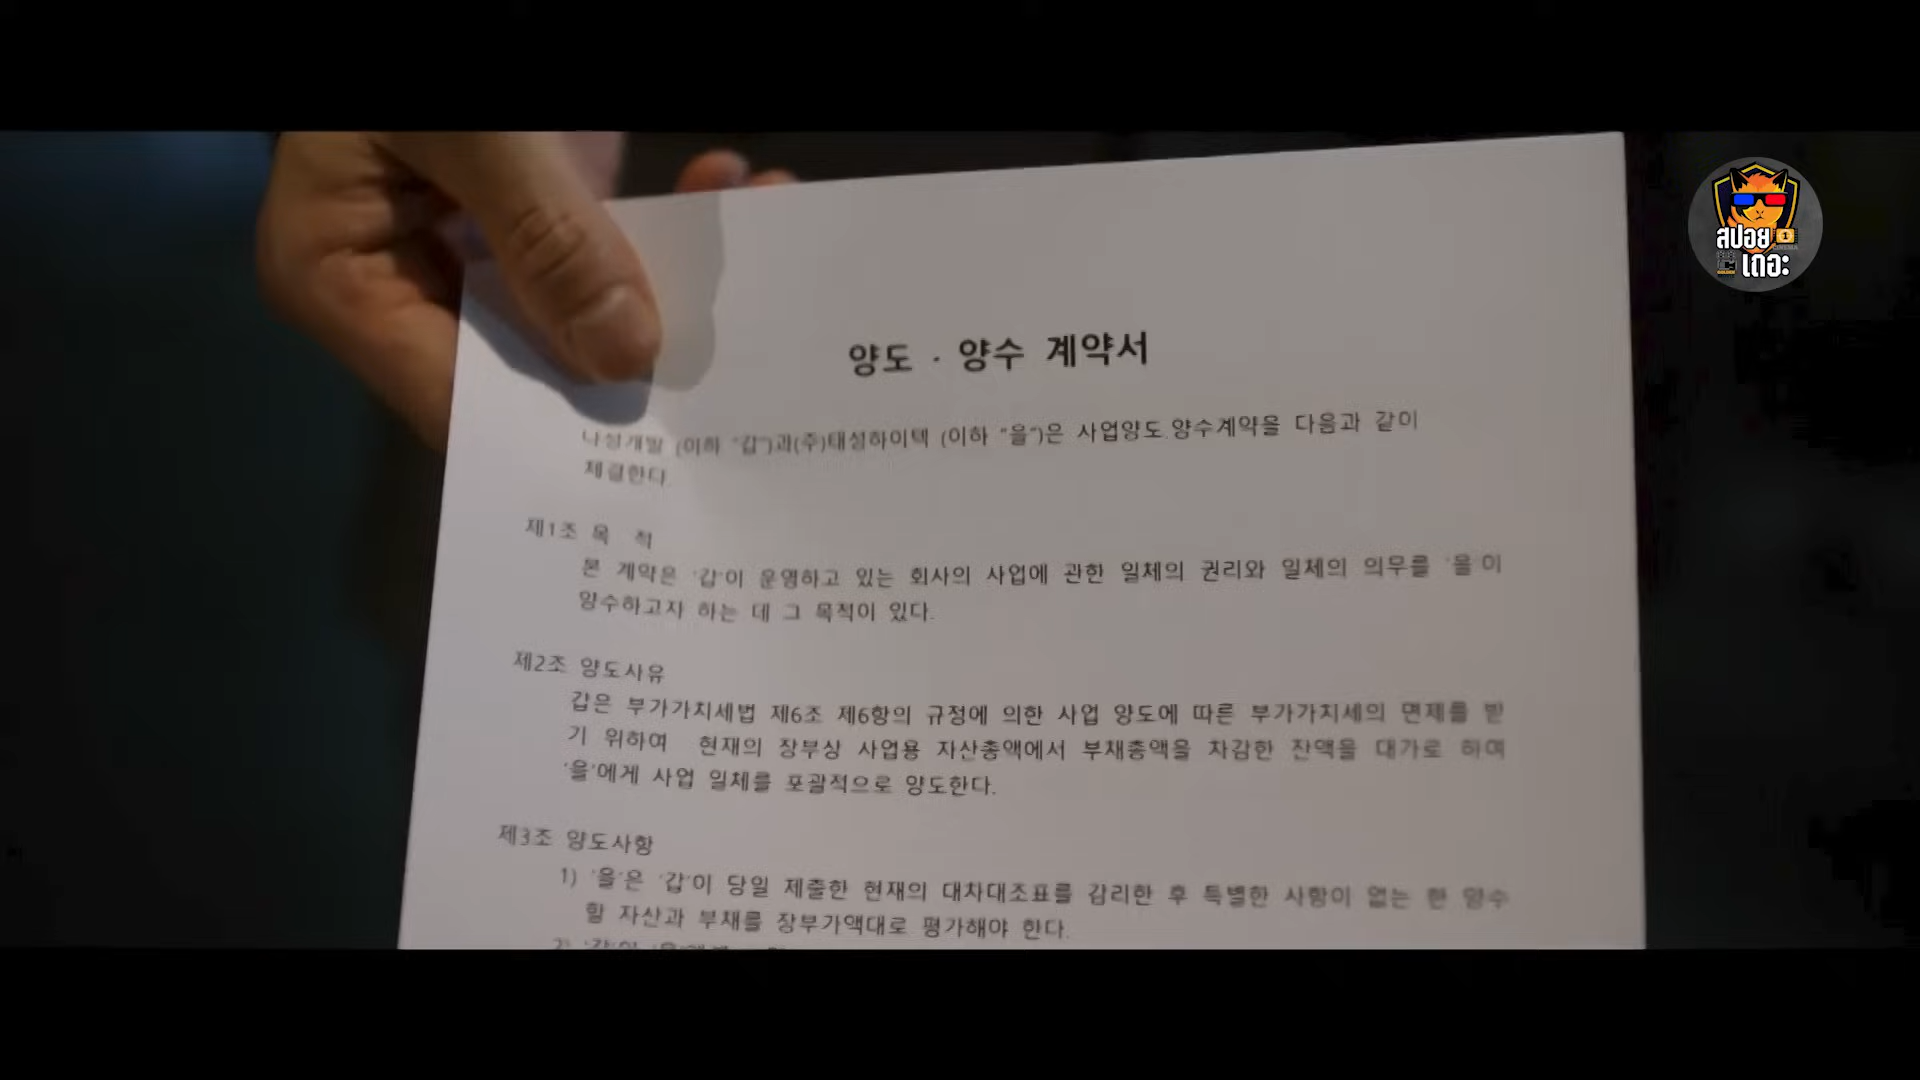 양도 · 양수 계약서
나성개발 (이하 "갑")과(주)태성하이텍 (이하 "을")은 사업양도.양수계약을 다음과 같이
체결한다.
제1조 목 적
본 계약은 '갑'이 운영하고 있는 회사의 사업에 관한 일체의 권리와 일체의 의무를 '을'이
양수하고자 하는 데 그 목적이 있다.
제2조 양도사유
갑은 부가가치세법 제6조 제6항의 규정에 의한 사업 양도에 따른 부가가치세의 면제를 받
기 위하여 현재의 장부상 사업용 자산총액에서 부채총액을 차감한 잔액을 대가로 하여
'을'에게 사업 일체를 포괄적으로 양도한다.
제3조 양도사항
1) '을'은 '갑'이 당일 제출한 현재의 대차대조표를 감리한 후 특별한 사항이 없는 한 양수
할 자산과 부채를 장부가액대로 평가해야 한다.
สปอย
เถอะ